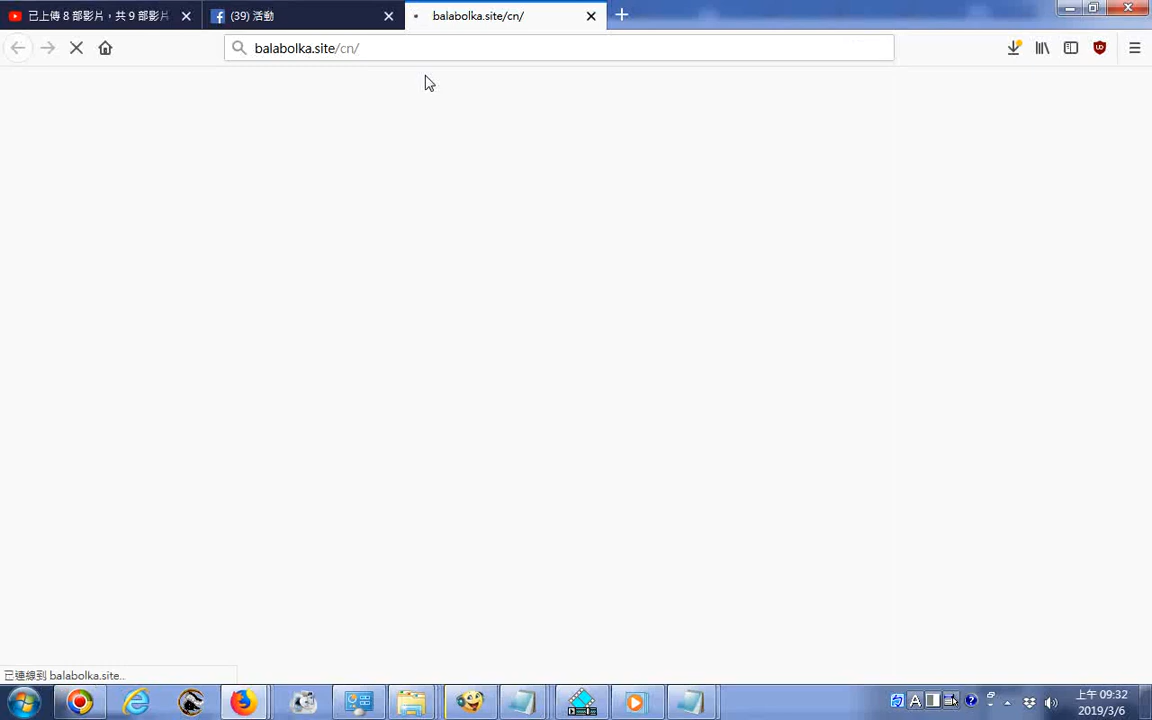 已上傳 8 部影片，共 9 部影片
(39) 活動
balabolka.site/cn/
balabolka.site/cn/
已連線到 balabolka.site..
上午 09:32
2019/3/6